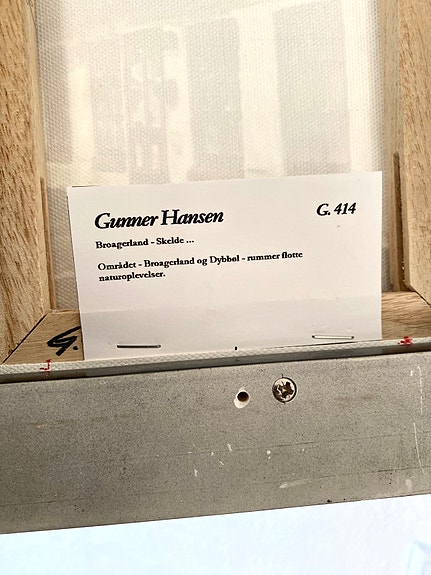 Gunner Hansen G. 414
Broagerland - Skelde ...
Området - Broagerland og Dybbøl - rummer flotte
naturoplevelser.